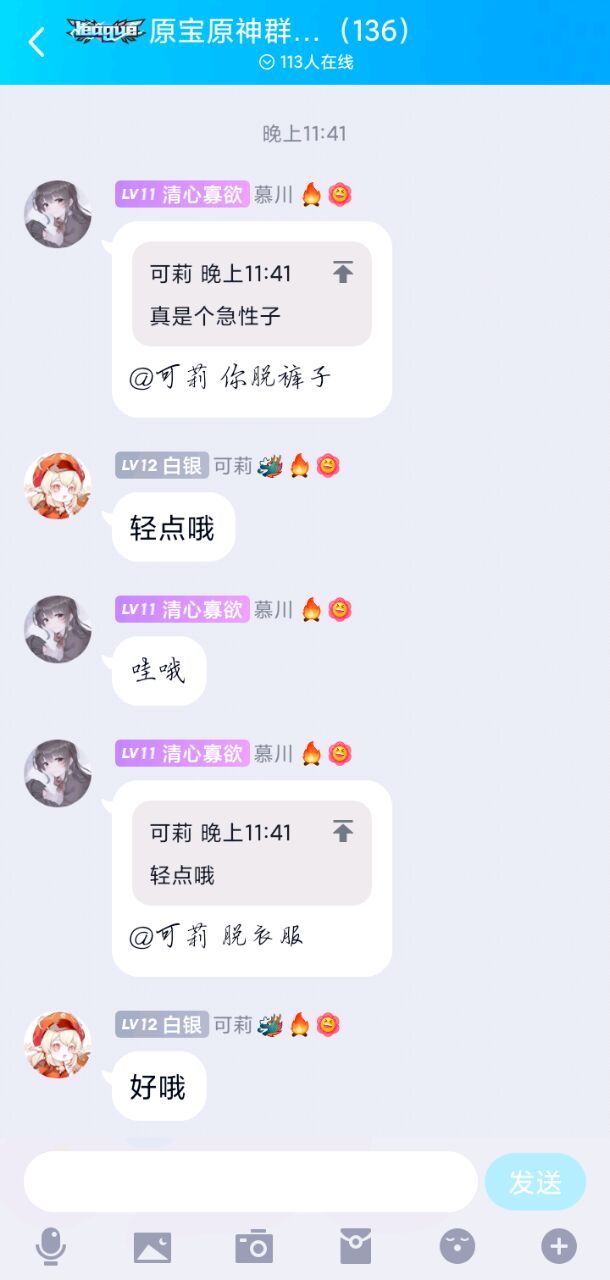 原宝原神群...（136）
113人在线
晚上11:41
LV11 清心寡欲 慕川
可莉 晚上11:41
真是个急性子
@可莉 你脱裤子
LV12 白银 可莉
轻点哦
LV11 清心寡欲 慕川
哇哦
LV11 清心寡欲 慕川
可莉 晚上11:41
轻点哦
@可莉 脱衣服
LV12 白银 可莉
好哦
发送